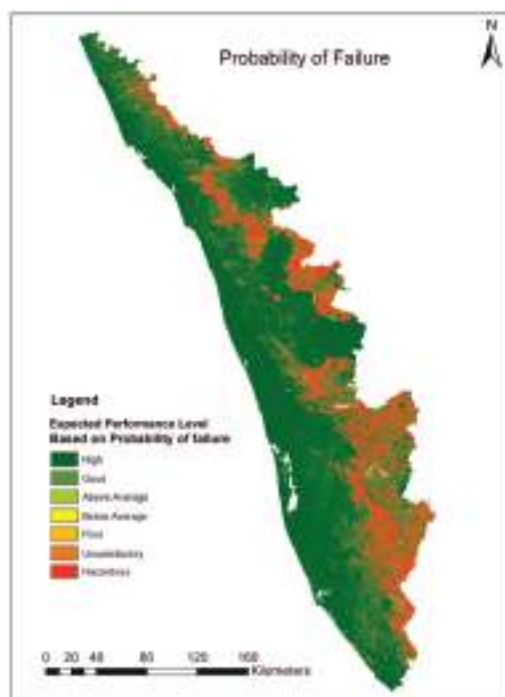 N
Probability of Failure
Legend
Expected Performance Level
Based on Probability of failure
High
Good
Above Average
Below Average
Poor
Unsatisfactory
Hazardous
0 20 40 80 120 160
Kilometers